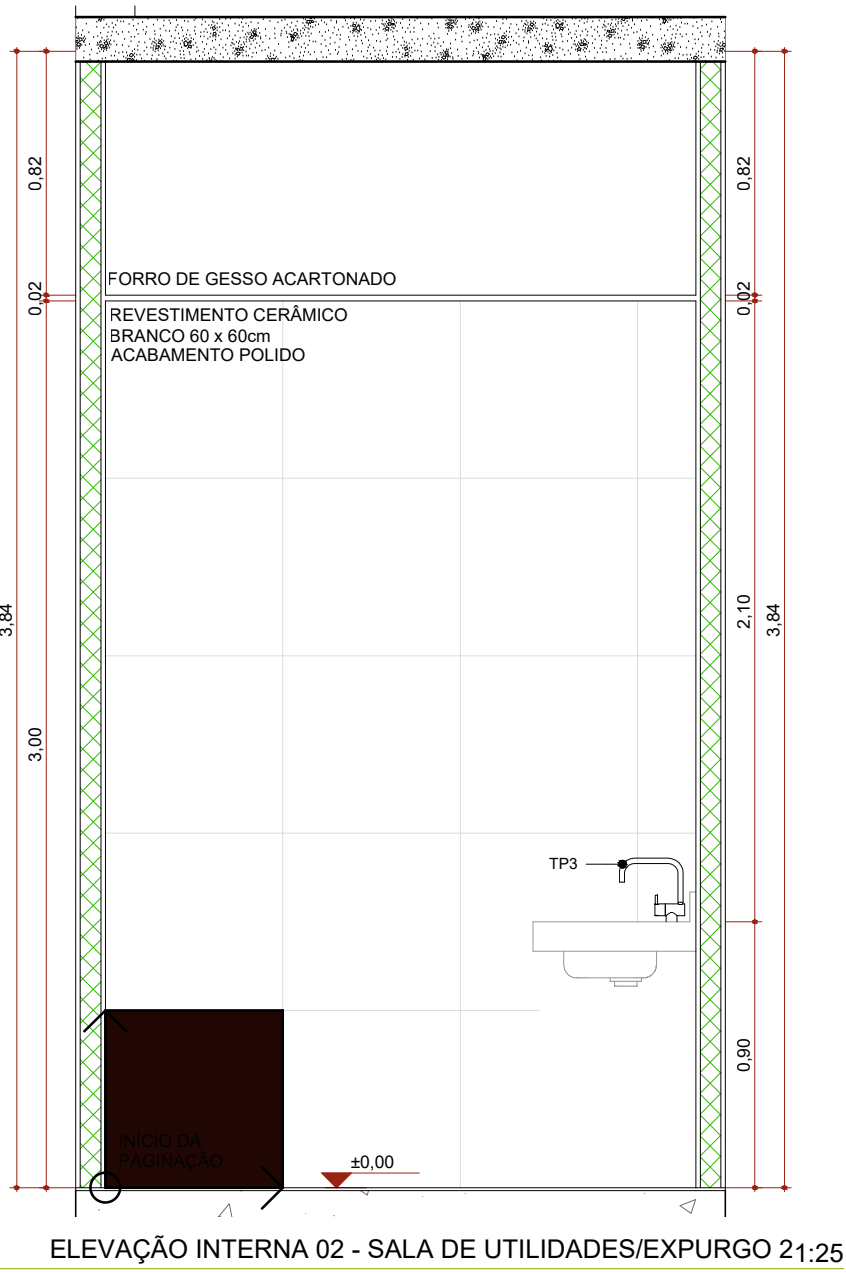 0,82
0,82
FORRO DE GESSO ACARTONADO
0,02
0,02
REVESTIMENTO CERÂMICO
BRANCO 60 x 60cm
ACABAMENTO POLIDO
3,84
3,00
2,10
3,84
TP3
0,90
INÍCIO DA
PAGINAÇÃO
±0,00
ELEVAÇÃO INTERNA 02 - SALA DE UTILIDADES/EXPURGO 2 1:25